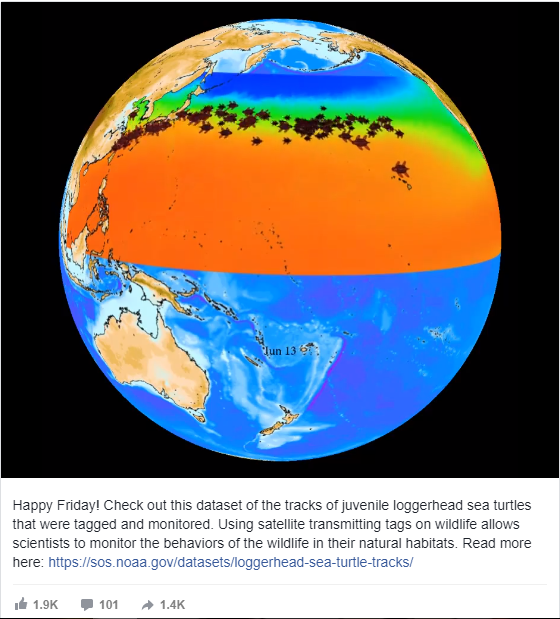 Jun 13
Happy Friday! Check out this dataset of the tracks of juvenile loggerhead sea turtles
that were tagged and monitored. Using satellite transmitting tags on wildlife allows
scientists to monitor the behaviors of the wildlife in their natural habitats. Read more
here: https://sos.noaa.gov/datasets/loggerhead-sea-turtle-tracks/
1.9K 101 1.4K